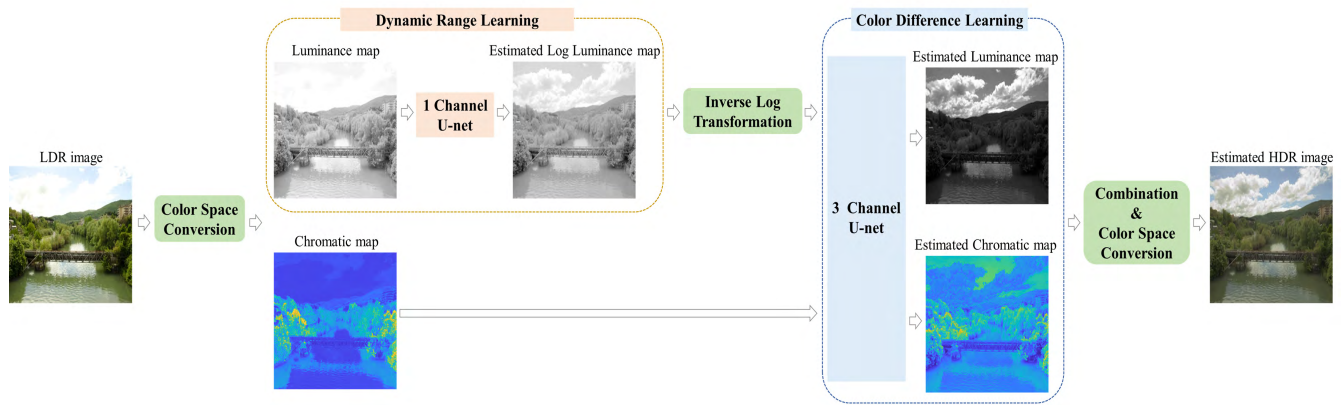 LDR image
Color Space
Conversion
Dynamic Range Learning
Luminance map
1 Channel
U-net
Estimated Log Luminance map
Chromatic map
Inverse Log
Transformation
Color Difference Learning
3 Channel
U-net
Estimated Luminance map
Estimated Chromatic map
Combination
&
Color Space
Conversion
Estimated HDR image